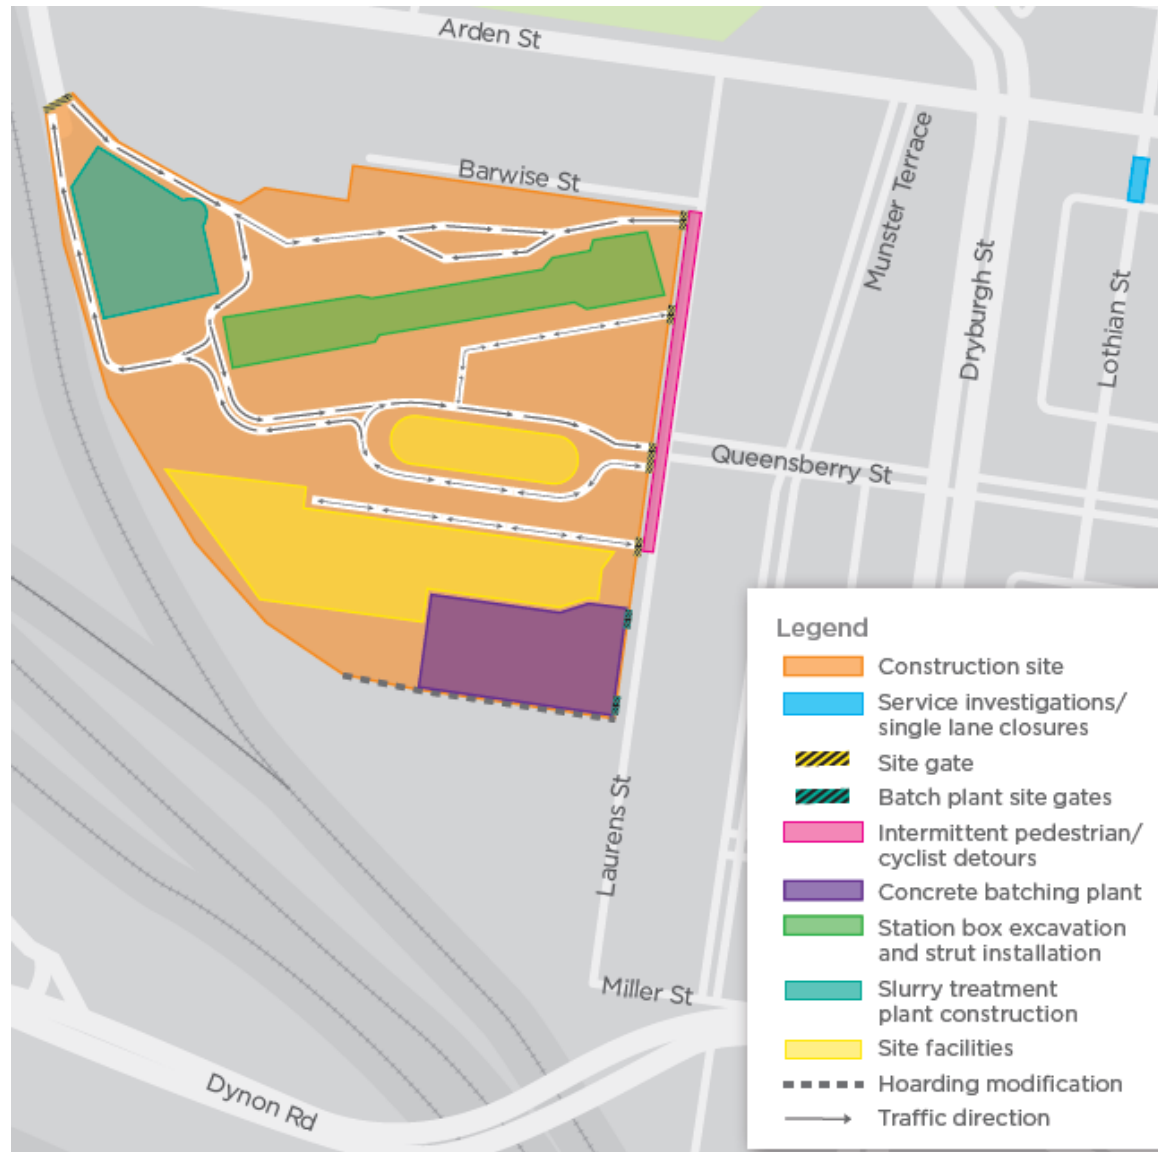 Arden St
Barwise St
Munster Terrace
Dryburgh St
Lothian St
Queensberry St
Laurens St
Miller St
Dynon Rd
Legend
Construction site
Service investigations/
single lane closures
Site gate
Batch plant site gates
Intermittent pedestrian/
cyclist detours
Concrete batching plant
Station box excavation
and strut installation
Slurry treatment
plant construction
Site facilities
Hoarding modification
Traffic direction